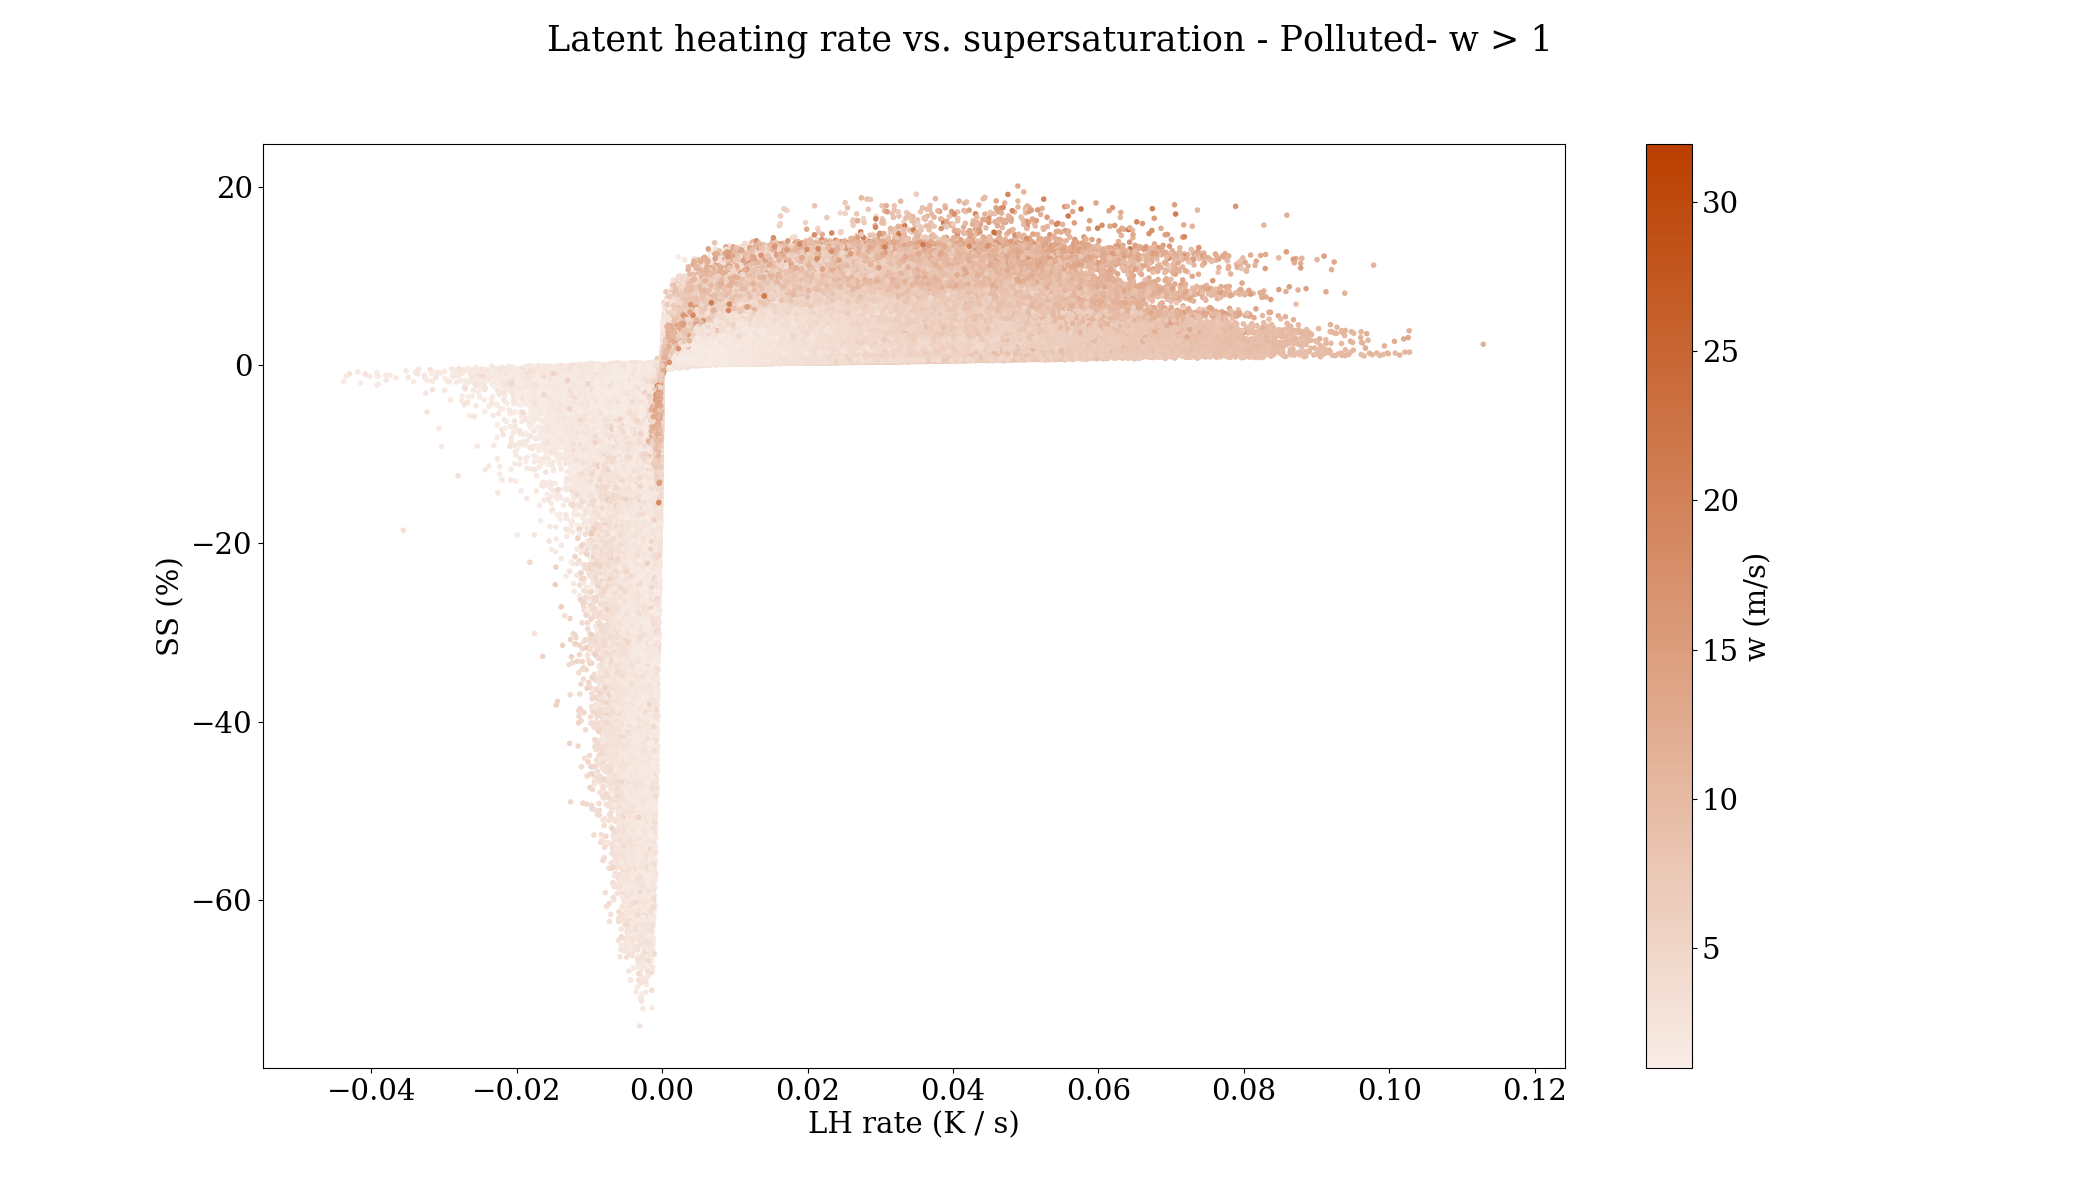 Latent heating rate vs. supersaturation - Polluted- w > 1
20
0
−20
−40
−60
SS (%)
−0.04 −0.02 0.00 0.02 0.04 0.06 0.08 0.10 0.12
LH rate (K / s)
30
25
20
15
10
5
w (m/s)